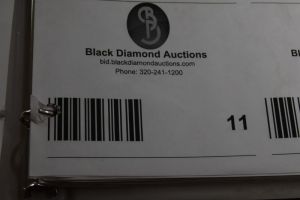 Black Diamond Auctions
bid.blackdiamondauctions.com
Phone: 320-241-1200
11